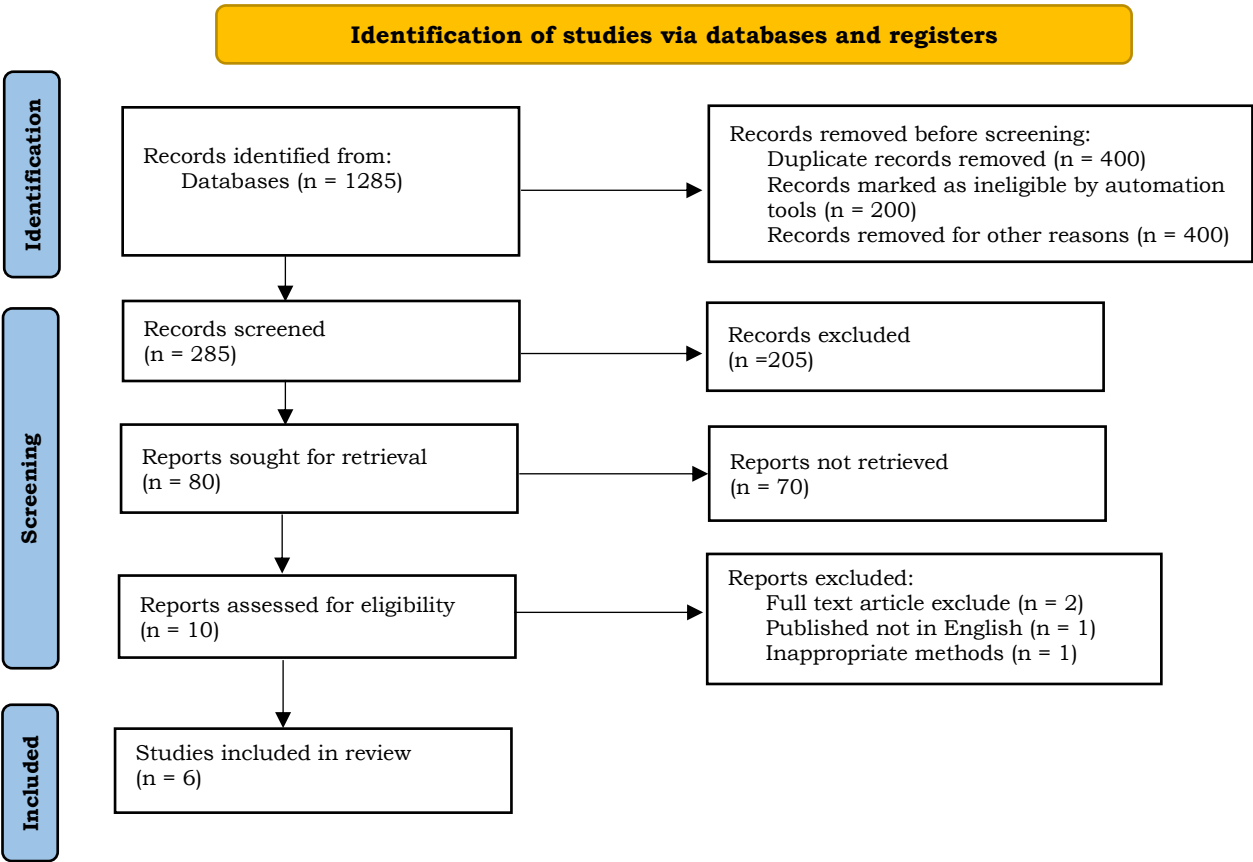 Identification of studies via databases and registers
Identification
Records identified from:
Databases (n = 1285)
Records removed before screening:
Duplicate records removed (n = 400)
Records marked as ineligible by automation
tools (n = 200)
Records removed for other reasons (n = 400)
Screening
Records screened
(n = 285)
Records excluded
(n =205)
Reports sought for retrieval
(n = 80)
Reports not retrieved
(n = 70)
Reports assessed for eligibility
(n = 10)
Reports excluded:
Full text article exclude (n = 2)
Published not in English (n = 1)
Inappropriate methods (n = 1)
Included
Studies included in review
(n = 6)